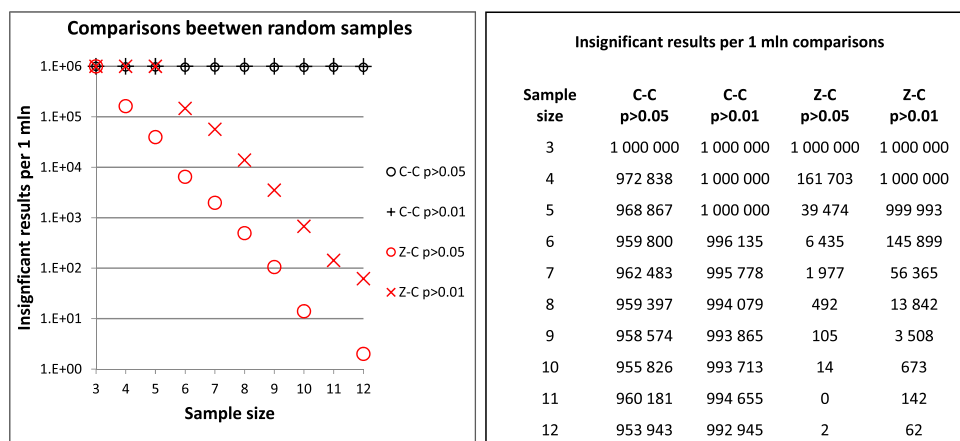 Comparisons beetwen random samples
Insignficant results per 1 mln
1.E+06
1.E+05
1.E+04
1.E+03
1.E+02
1.E+01
1.E+00
3 4 5 6 7 8 9 10 11 12
Sample size
C-C p>0.05
C-C p>0.01
Z-C p>0.05
Z-C p>0.01
Insignificant results per 1 mln comparisons
Sample size C-C p>0.05 C-C p>0.01 Z-C p>0.05 Z-C p>0.01
3 1 000 000 1 000 000 1 000 000 1 000 000
4 972 838 1 000 000 161 703 1 000 000
5 968 867 1 000 000 39 474 999 993
6 959 800 996 135 6 435 145 899
7 962 483 995 778 1 977 56 365
8 959 397 994 079 492 13 842
9 958 574 993 865 105 3 508
10 955 826 993 713 14 673
11 960 181 994 655 0 142
12 953 943 992 945 2 62